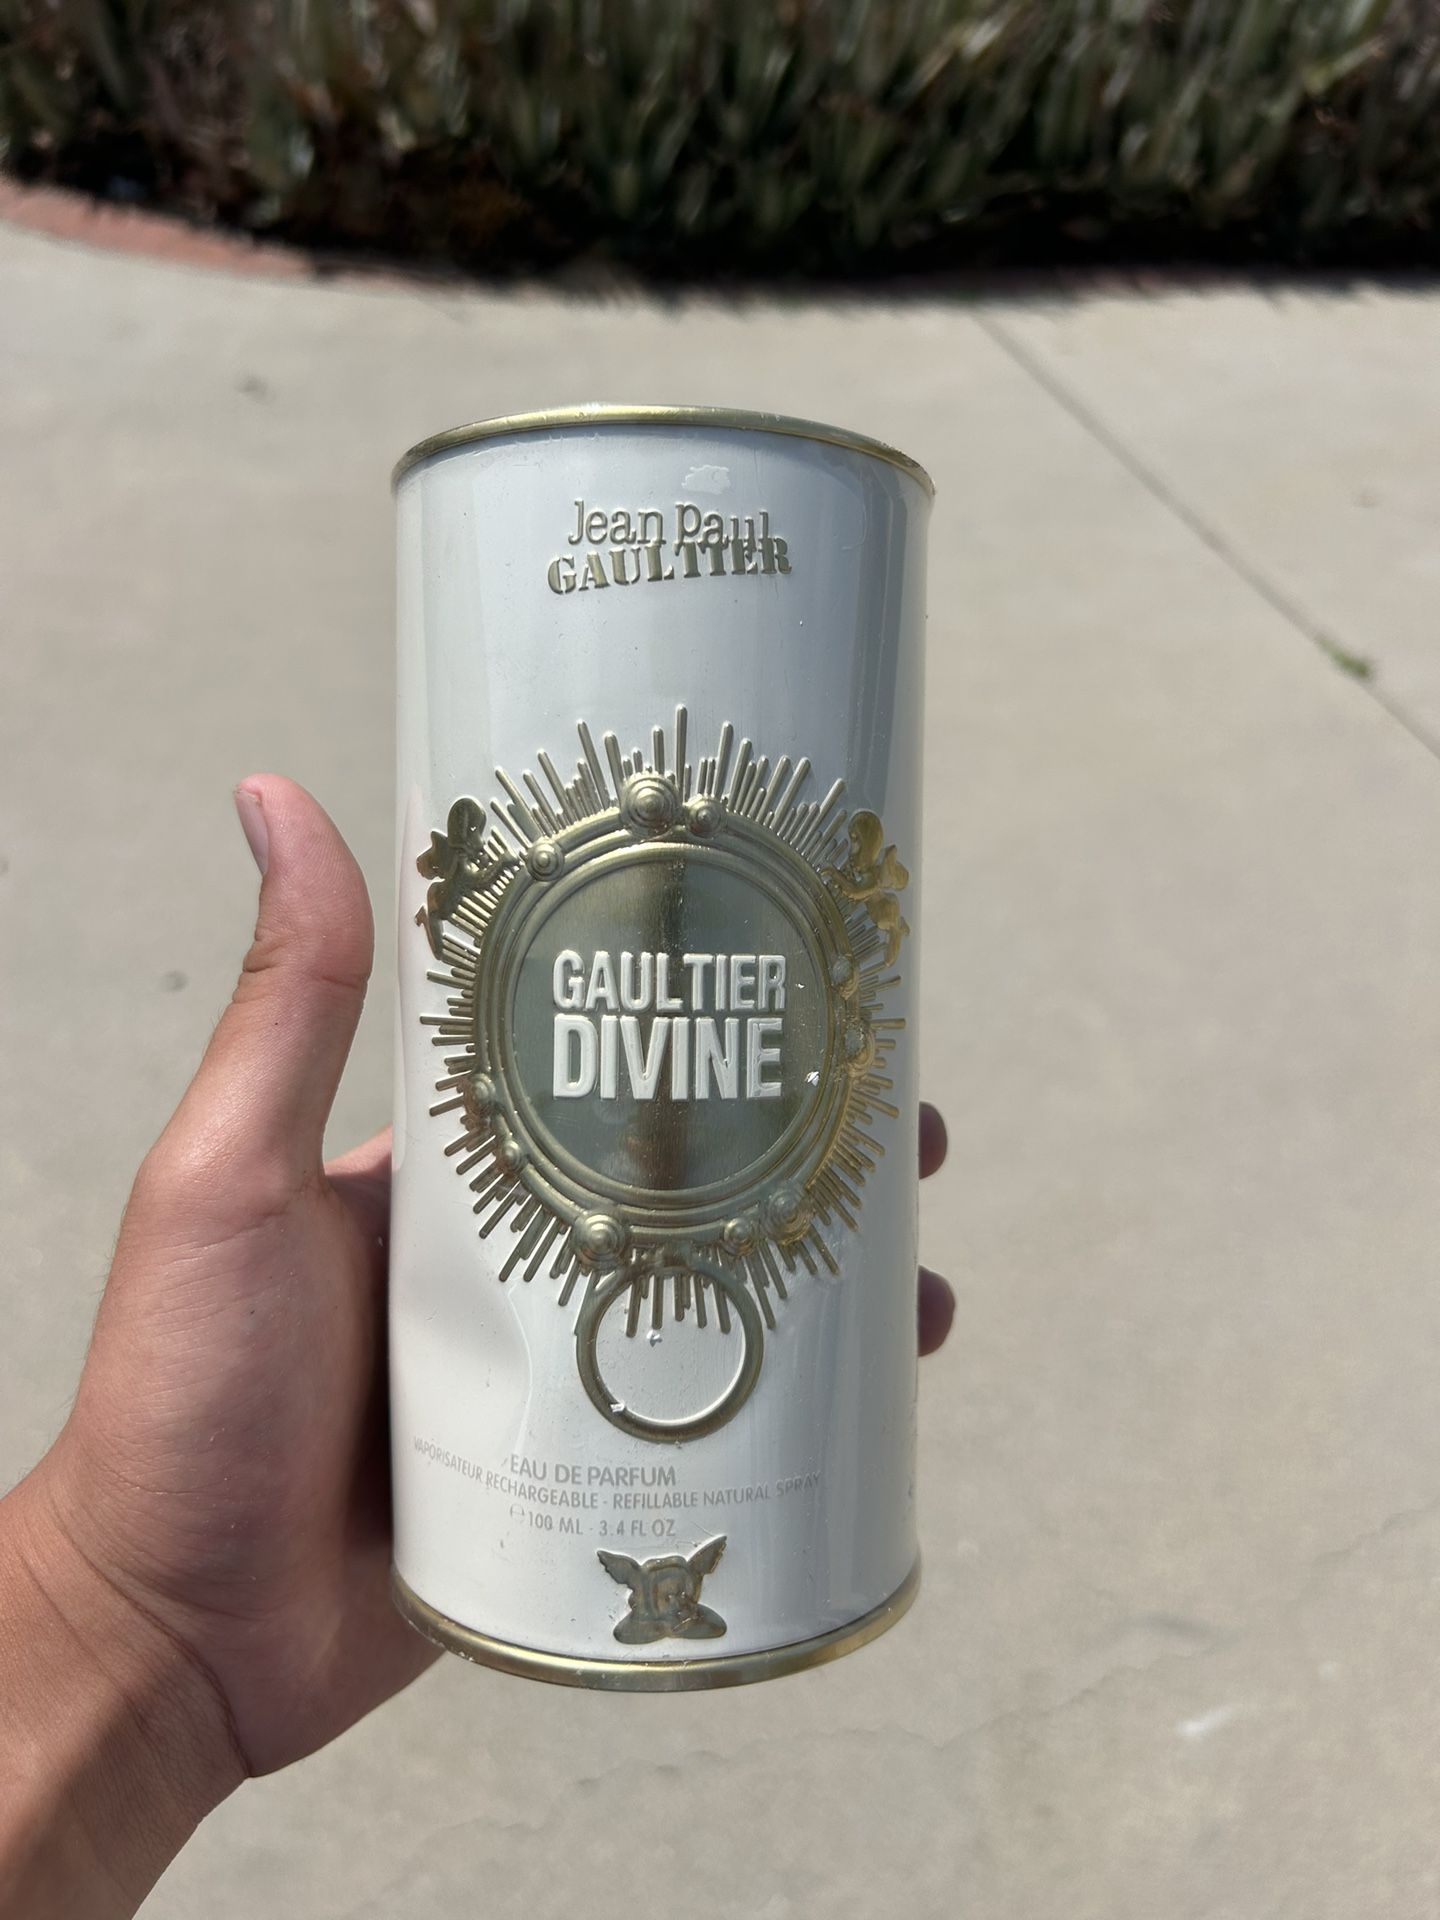 Jean Paul
GAULTIER
GAULTIER
DIVINE
EAU DE PARFUM
VAPORISATEUR RECHARGEABLE - REFILLABLE NATURAL SPRAY
℮100 ML - 3.4 FL OZ